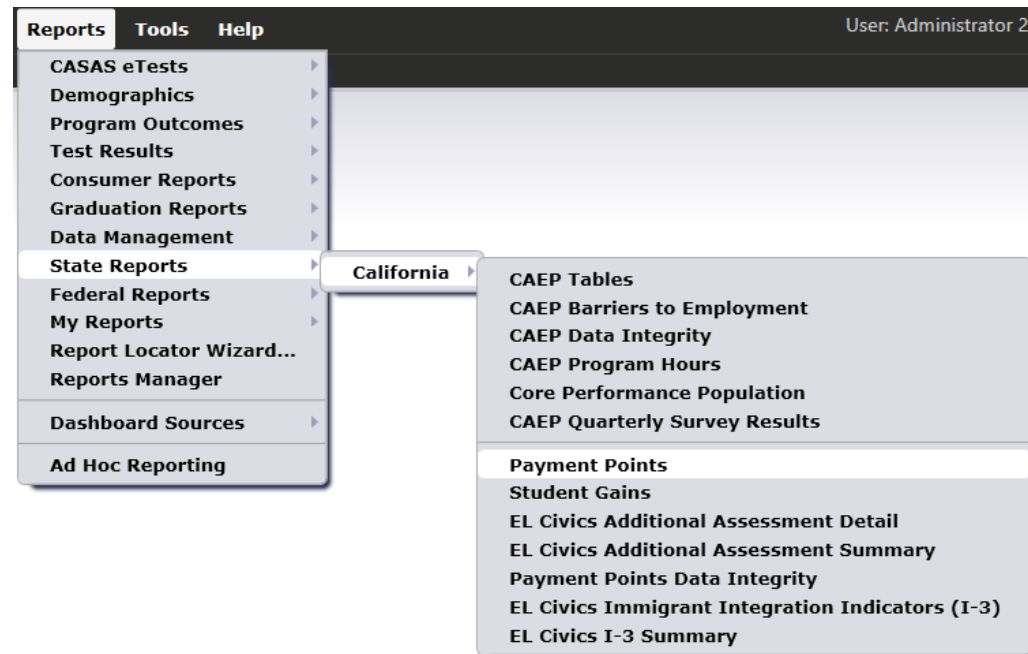 Reports Tools Help
User: Administrator 2
CASAS eTests
Demographics
Program Outcomes
Test Results
Consumer Reports
Graduation Reports
Data Management
State Reports
Federal Reports
My Reports
Report Locator Wizard...
Reports Manager
Dashboard Sources
Ad Hoc Reporting
California
CAEP Tables
CAEP Barriers to Employment
CAEP Data Integrity
CAEP Program Hours
Core Performance Population
CAEP Quarterly Survey Results
Payment Points
Student Gains
EL Civics Additional Assessment Detail
EL Civics Additional Assessment Summary
Payment Points Data Integrity
EL Civics Immigrant Integration Indicators (I-3)
EL Civics I-3 Summary